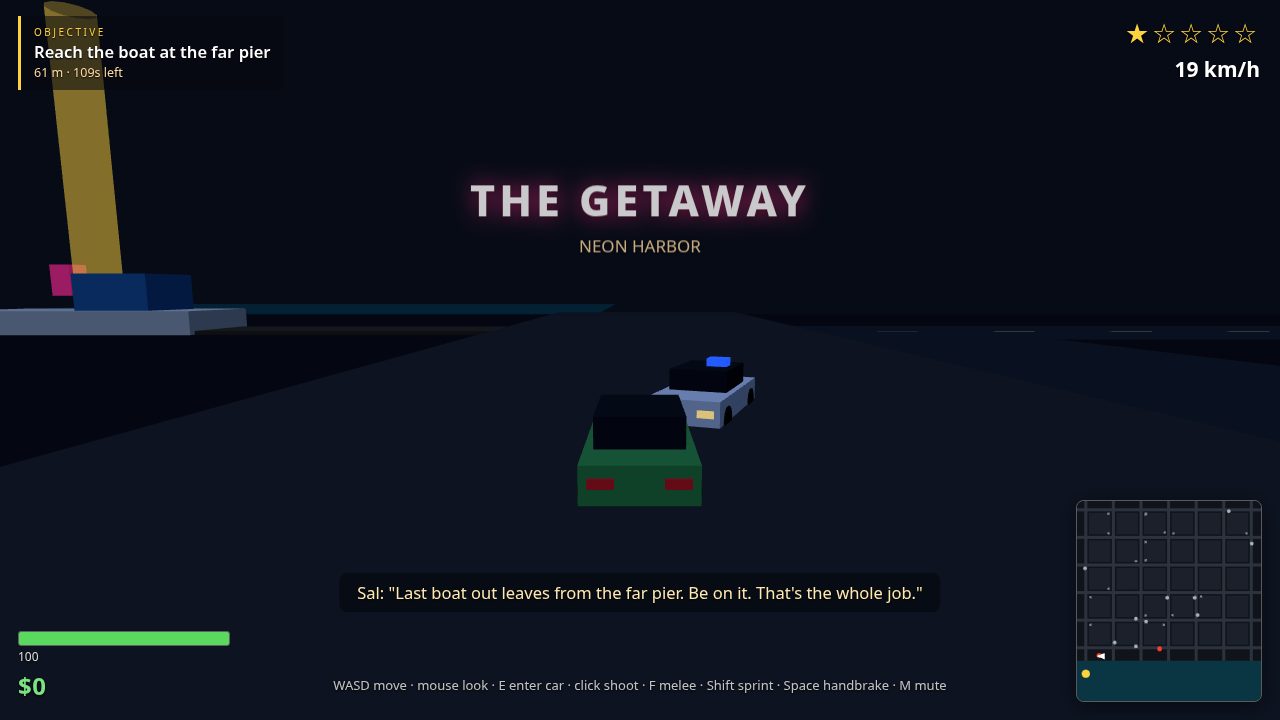 OBJECTIVE
Reach the boat at the far pier
61 m · 109s left
★☆☆☆☆
19 km/h
THE GETAWAY
NEON HARBOR
Sal: "Last boat out leaves from the far pier. Be on it. That's the whole job."
100
$0
WASD move · mouse look · E enter car · click shoot · F melee · Shift sprint · Space handbrake · M mute